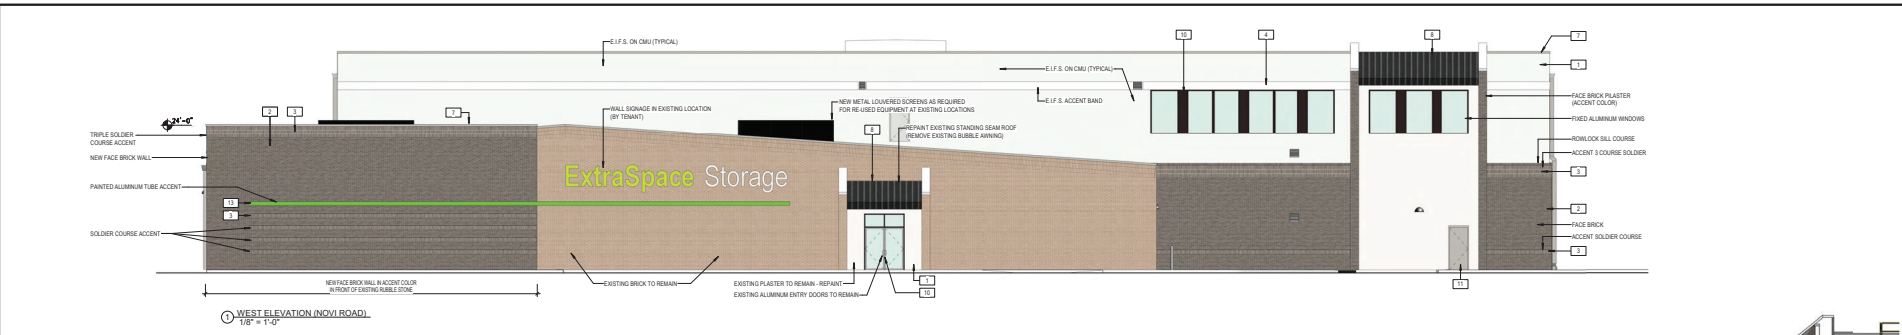 E.I.F.S. ON CMU (TYPICAL)
10
4
8
7
1
E.I.F.S. ON CMU (TYPICAL)
E.I.F.S. ACCENT BAND
FACE BRICK PILASTER
(ACCENT COLOR)
FIXED ALUMINUM WINDOWS
ROWLOCK SILL COURSE
ACCENT 3 COURSE SOLDIER
3
2
FACE BRICK
ACCENT SOLDIER COURSE
3
11
24'-0"
2
3
7
WALL SIGNAGE IN EXISTING LOCATION
(BY TENANT)
NEW METAL LOUVERED SCREENS AS REQUIRED
FOR RE-USED EQUIPMENT AT EXISTING LOCATIONS
8
REPAINT EXISTING STANDING SEAM ROOF
(REMOVE EXISTING BUBBLE AWNING)
TRIPLE SOLDIER
COURSE ACCENT
NEW FACE BRICK WALL
PAINTED ALUMINUM TUBE ACCENT
13
3
SOLDIER COURSE ACCENT
ExtraSpace Storage
EXISTING BRICK TO REMAIN
EXISTING PLASTER TO REMAIN - REPAINT
EXISTING ALUMINUM ENTRY DOORS TO REMAIN
1
10
NEW FACE BRICK WALL IN ACCENT COLOR
IN FRONT OF EXISTING RUBBLE STONE
1
WEST ELEVATION (NOVI ROAD)
1/8" = 1'-0"